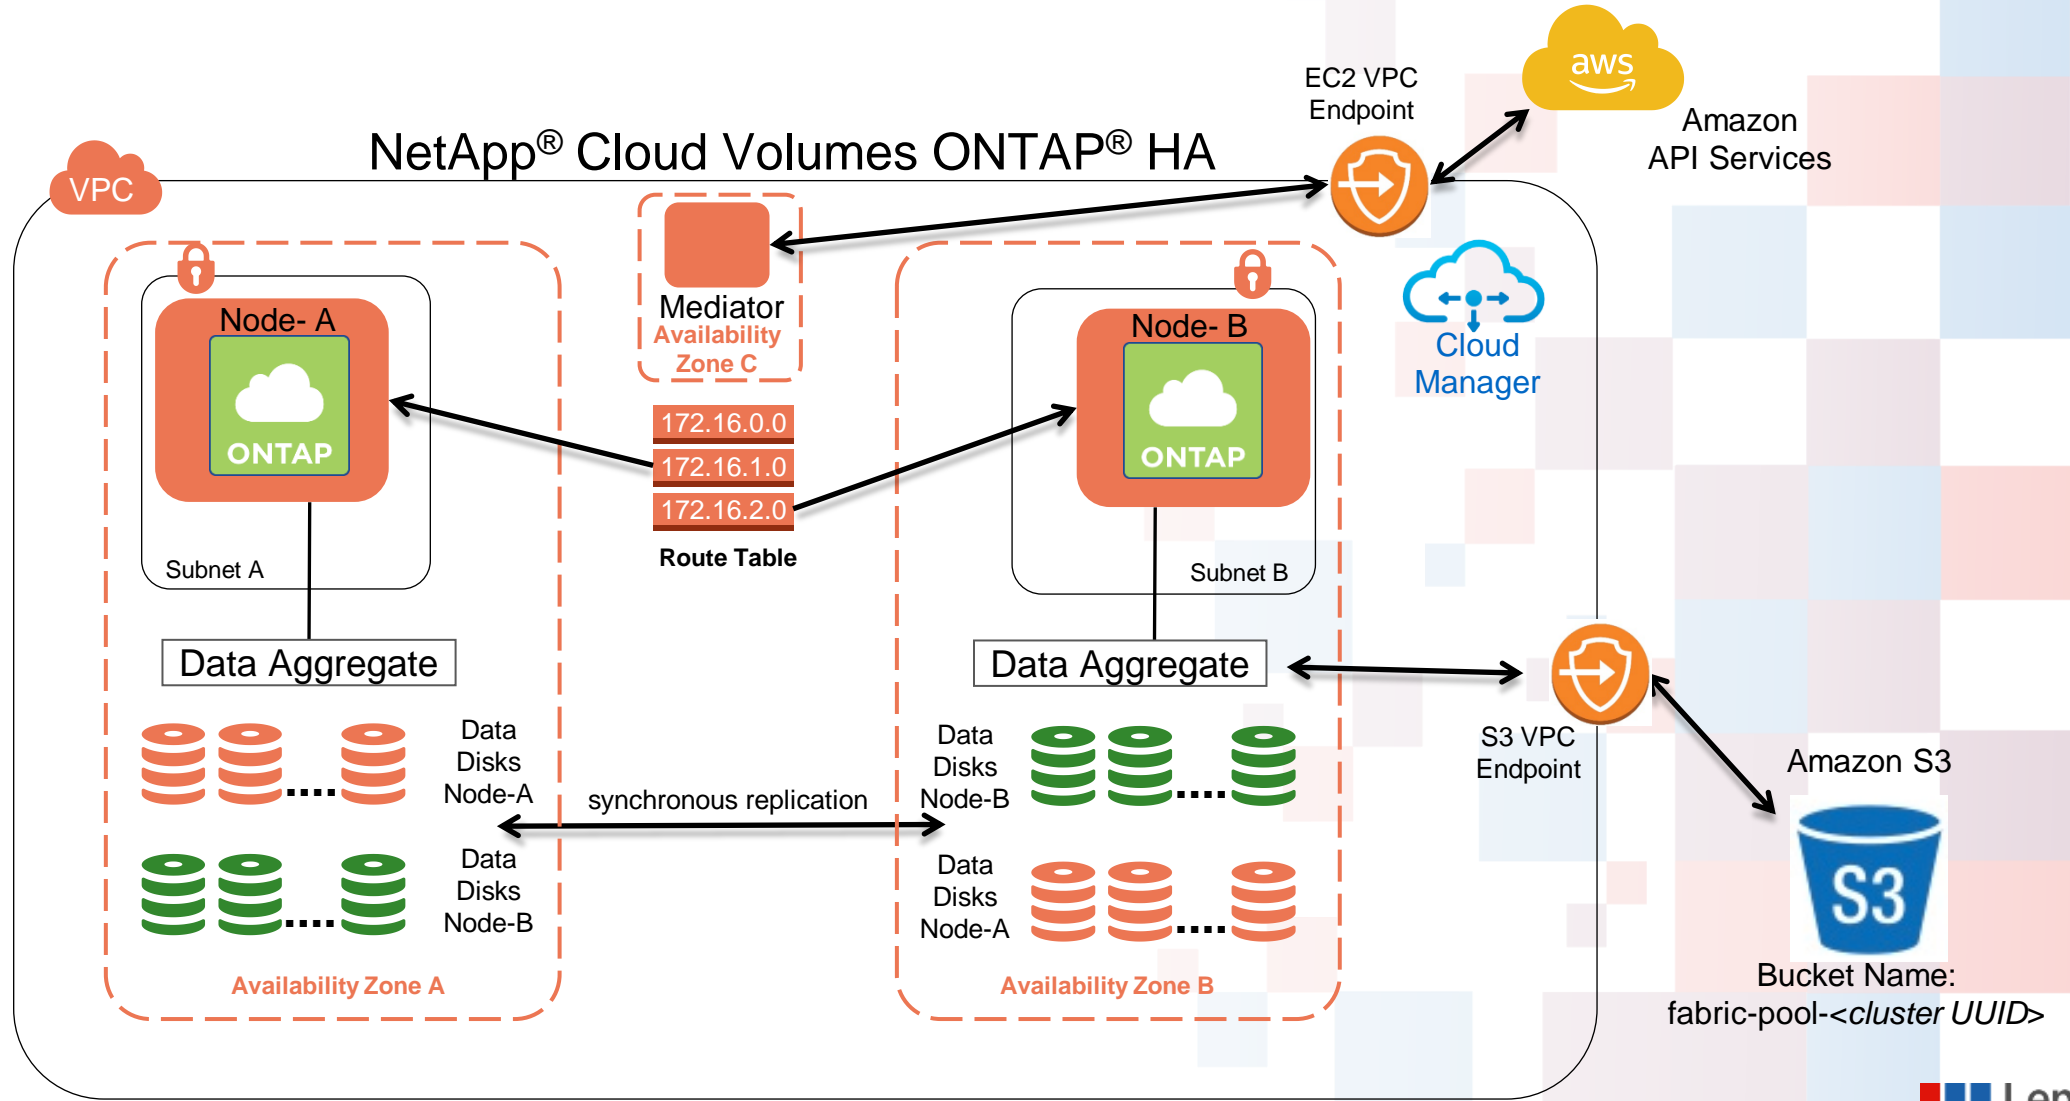 NetApp® Cloud Volumes ONTAP® HA
VPC
EC2 VPC
Endpoint
aws
Amazon
API Services
Mediator
Availability
Zone C
Node- A
ONTAP
Subnet A
172.16.0.0
172.16.1.0
172.16.2.0
Route Table
Node- B
ONTAP
Subnet B
Cloud
Manager
Data Aggregate
Data
Disks
Node-A
Data
Disks
Node-B
Availability Zone A
synchronous replication
Data Aggregate
Data
Disks
Node-B
Data
Disks
Node-A
Availability Zone B
S3 VPC
Endpoint
Amazon S3
S3
Bucket Name:
fabric-pool-<cluster UUID>